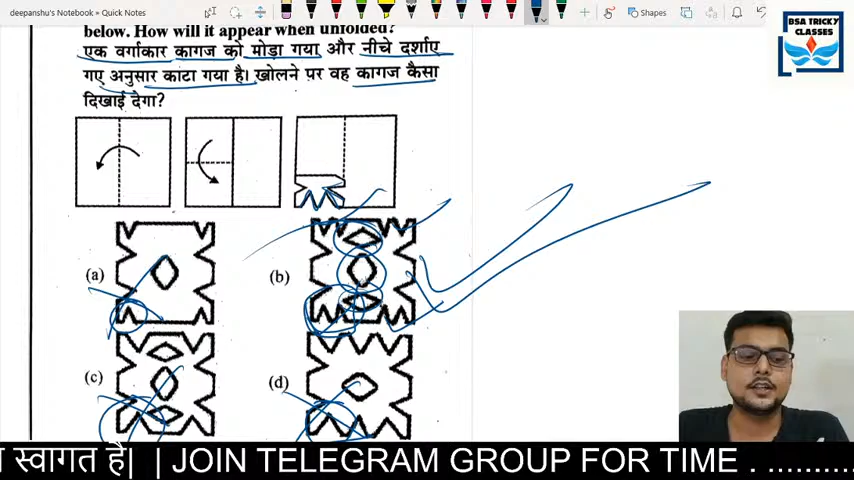 deepanshu's Notebook » Quick Notes
Shapes
BSA TRICKY
CLASSES
below. How will it appear when unfolded?
एक वर्गाकार कागज को मोड़ा गया और नीचे दर्शाए
गए अनुसार काटा गया है। खोलने पर वह कागज कैसा
दिखाई देगा?
(a)
(b)
(c)
(d)
स्वागत है| | JOIN TELEGRAM GROUP FOR TIME . ..........